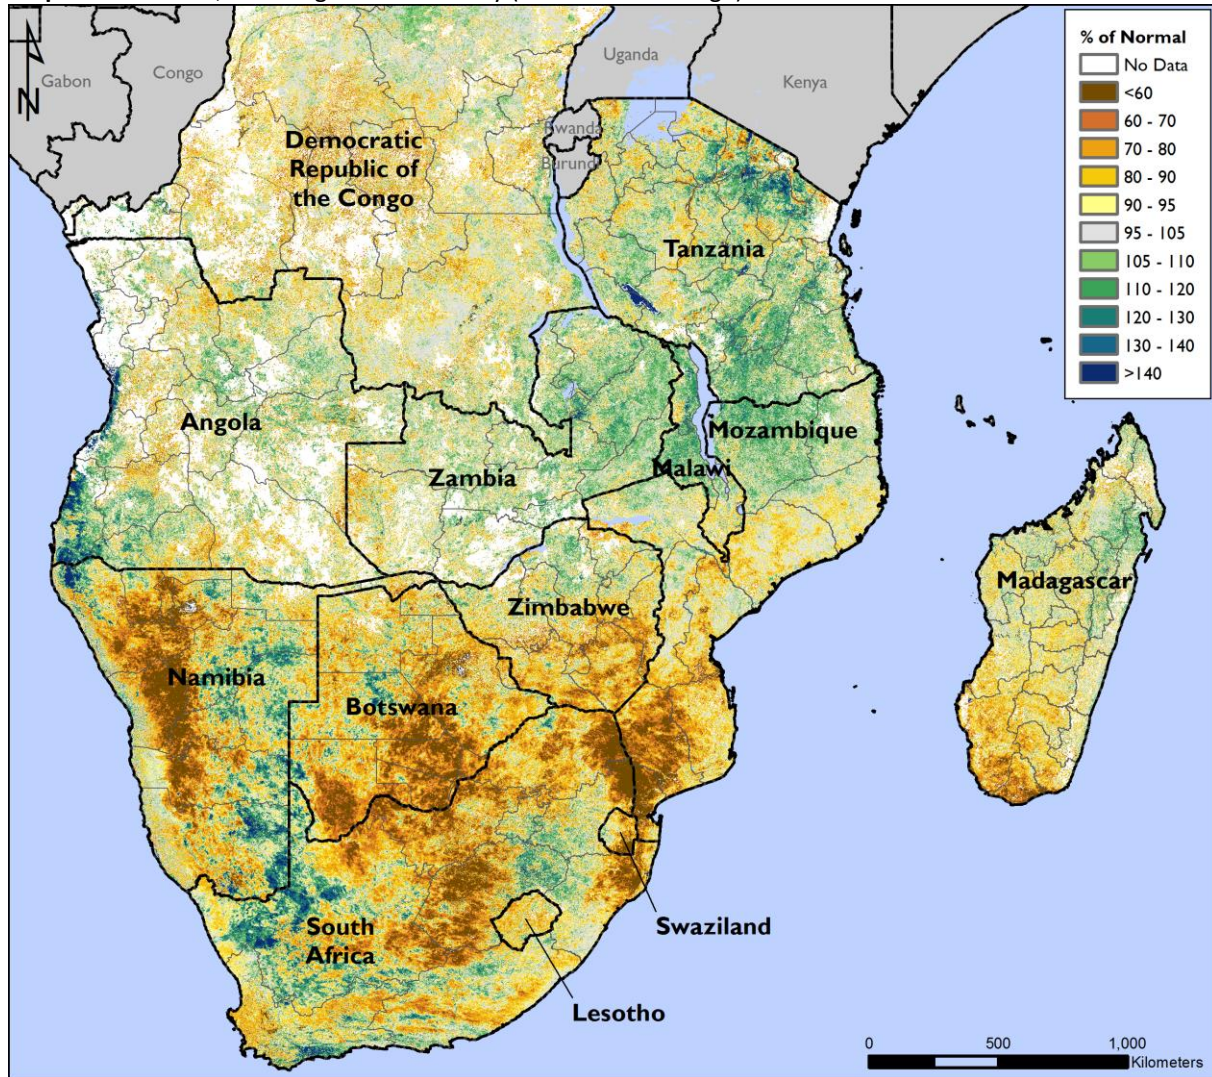 Gabon
Congo
Uganda
Kenya
Rwanda
Burundi
Democratic
Republic of
the Congo
Tanzania
Angola
Zambia
Malawi
Mozambique
Madagascar
Zimbabwe
Namibia
Botswana
South
Africa
Swaziland
Lesotho
N
% of Normal
No Data
<60
60 - 70
70 - 80
80 - 90
90 - 95
95 - 105
105 - 110
110 - 120
120 - 130
130 - 140
>140
0 500 1,000
Kilometers